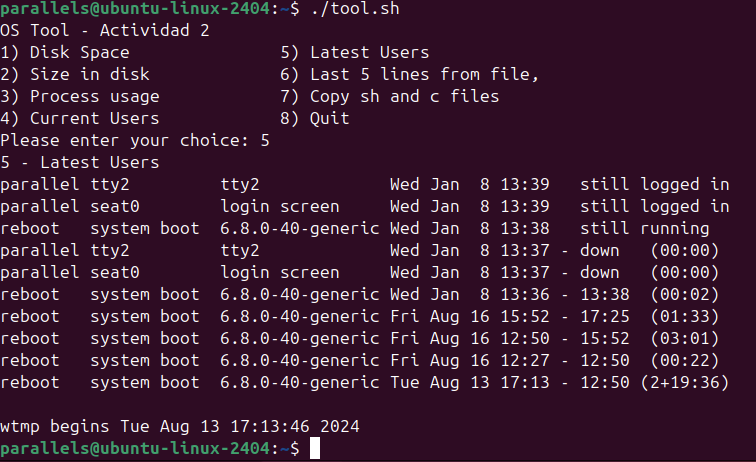 parallels@ubuntu-linux-2404:~$ ./tool.sh
OS Tool - Actividad 2
1) Disk Space                 5) Latest Users
2) Size in disk               6) Last 5 lines from file,
3) Process usage              7) Copy sh and c files
4) Current Users              8) Quit
Please enter your choice: 5
5 - Latest Users
parallel tty2         tty2             Wed Jan  8 13:39   still logged in
parallel seat0        login screen     Wed Jan  8 13:39   still logged in
reboot   system boot  6.8.0-40-generic Wed Jan  8 13:38   still running
parallel tty2         tty2             Wed Jan  8 13:37 - down   (00:00)
parallel seat0        login screen     Wed Jan  8 13:37 - down   (00:00)
reboot   system boot  6.8.0-40-generic Wed Jan  8 13:36 - 13:38  (00:02)
reboot   system boot  6.8.0-40-generic Fri Aug 16 15:52 - 17:25  (01:33)
reboot   system boot  6.8.0-40-generic Fri Aug 16 12:50 - 15:52  (03:01)
reboot   system boot  6.8.0-40-generic Fri Aug 16 12:27 - 12:50  (00:22)
reboot   system boot  6.8.0-40-generic Tue Aug 13 17:13 - 12:50 (2+19:36)

wtmp begins Tue Aug 13 17:13:46 2024
parallels@ubuntu-linux-2404:~$